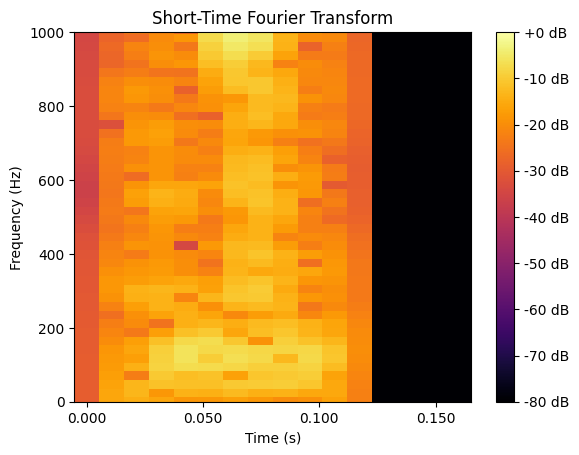 Short-Time Fourier Transform
Frequency (Hz)
1000
800
600
400
200
0
0.000
0.050
0.100
0.150
Time (s)
+0 dB
-10 dB
-20 dB
-30 dB
-40 dB
-50 dB
-60 dB
-70 dB
-80 dB